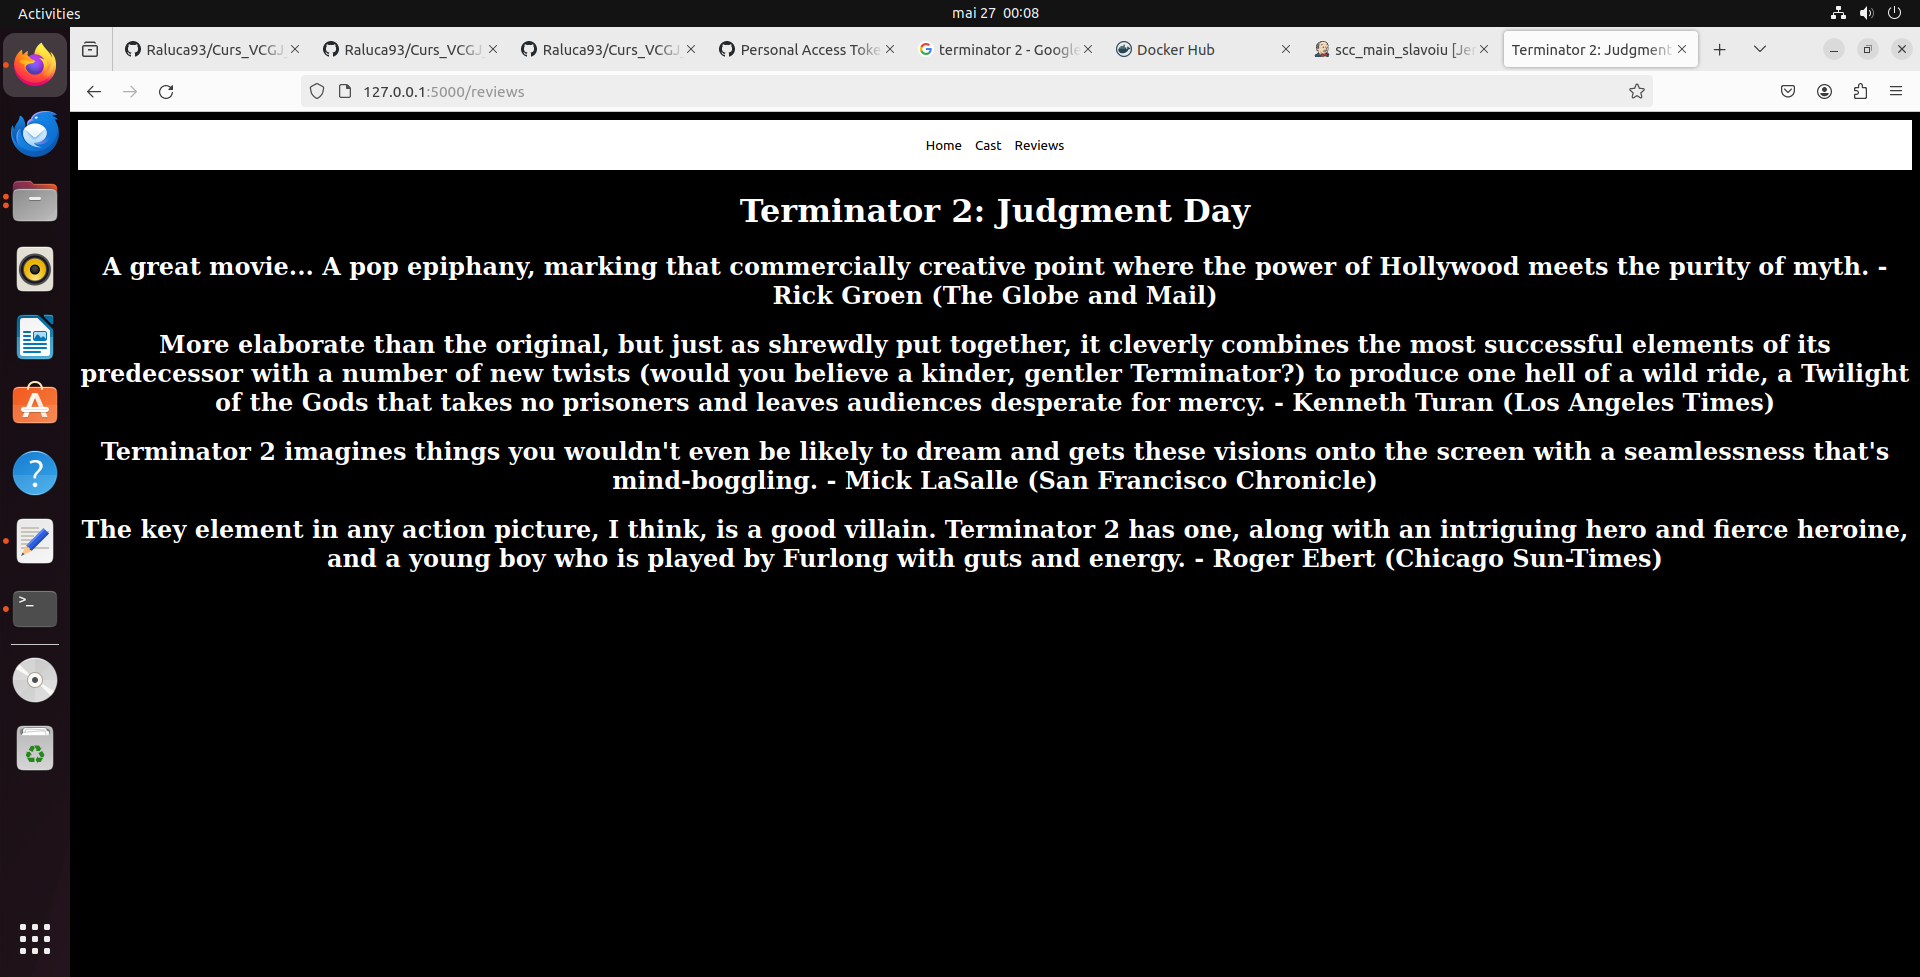 Activities
mai 27 00:08
Raluca93/Curs_VCGJ
Raluca93/Curs_VCGJ
Raluca93/Curs_VCGJ
Personal Access Toke
terminator 2 - Google
Docker Hub
scc_main_slavoiu [Je
Terminator 2: Judgment
127.0.0.1:5000/reviews
Home Cast Reviews
Terminator 2: Judgment Day
A great movie... A pop epiphany, marking that commercially creative point where the power of Hollywood meets the purity of myth. -
Rick Groen (The Globe and Mail)
More elaborate than the original, but just as shrewdly put together, it cleverly combines the most successful elements of its
predecessor with a number of new twists (would you believe a kinder, gentler Terminator?) to produce one hell of a wild ride, a Twilight
of the Gods that takes no prisoners and leaves audiences desperate for mercy. - Kenneth Turan (Los Angeles Times)
Terminator 2 imagines things you wouldn't even be likely to dream and gets these visions onto the screen with a seamlessness that's
mind-boggling. - Mick LaSalle (San Francisco Chronicle)
The key element in any action picture, I think, is a good villain. Terminator 2 has one, along with an intriguing hero and fierce heroine,
and a young boy who is played by Furlong with guts and energy. - Roger Ebert (Chicago Sun-Times)